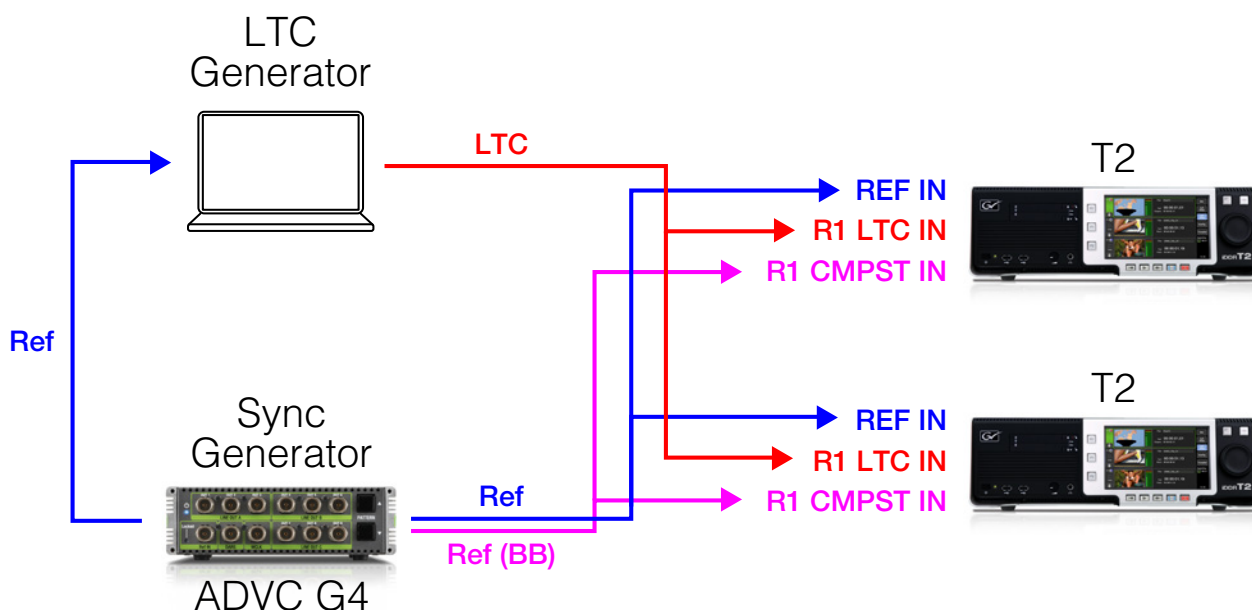 LTC
Generator
LTC
T2
REF IN
R1 LTC IN
R1 CMPST IN
Ref
Sync
Generator
T2
REF IN
R1 LTC IN
R1 CMPST IN
Ref
Ref (BB)
ADVC G4